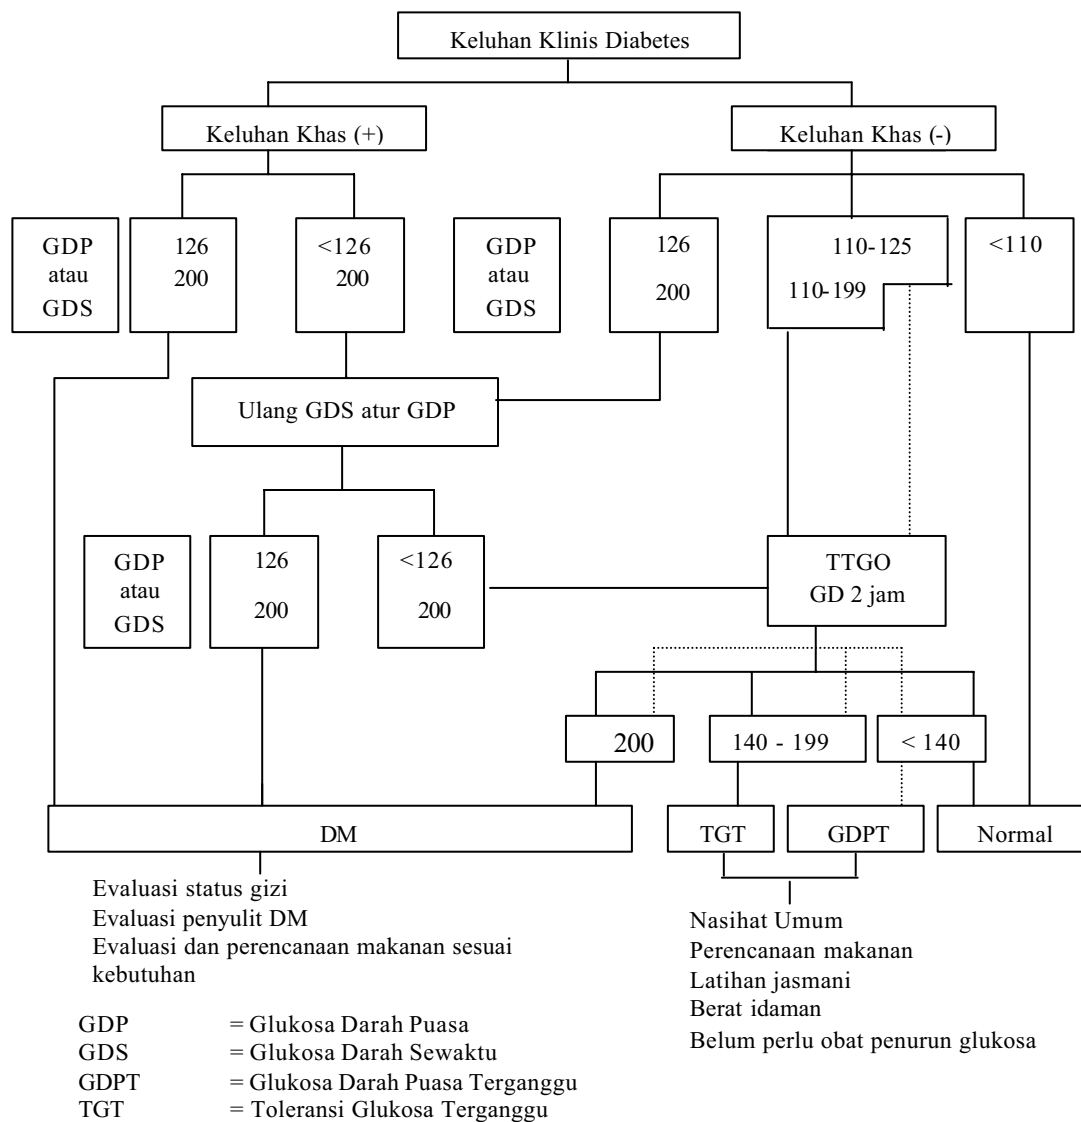 Keluhan Klinis Diabetes
Keluhan Khas (+)
Keluhan Khas (-)
GDP
atau
GDS
126
200
<126
200
GDP
atau
GDS
126
200
110-125
110-199
<110
Ulang GDS atur GDP
GDP
atau
GDS
126
200
<126
200
TTGO
GD 2 jam
200
140 - 199
< 140
DM
TGT
GDPT
Normal
Evaluasi status gizi
Evaluasi penyulit DM
Evaluasi dan perencanaan makanan sesuai
kebutuhan
Nasihat Umum
Perencanaan makanan
Latihan jasmani
Berat idaman
Belum perlu obat penurun glukosa
GDP = Glukosa Darah Puasa
GDS = Glukosa Darah Sewaktu
GDPT = Glukosa Darah Puasa Terganggu
TGT = Toleransi Glukosa Terganggu